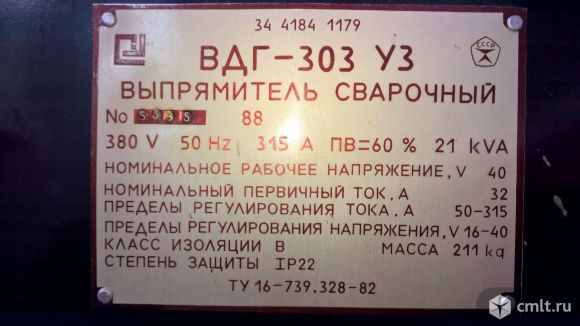 34 4184 1179
СССР
ВДГ-303 У3
ВЫПРЯМИТЕЛЬ СВАРОЧНЫЙ
No 88
380 V 50 Hz 315 А ПВ=60 % 21 kVA
НОМИНАЛЬНОЕ РАБОЧЕЕ НАПРЯЖЕНИЕ, V 40
НОМИНАЛЬНЫЙ ПЕРВИЧНЫЙ ТОК, А 32
ПРЕДЕЛЫ РЕГУЛИРОВАНИЯ ТОКА, А 50-315
ПРЕДЕЛЫ РЕГУЛИРОВАНИЯ НАПРЯЖЕНИЯ, V 16-40
КЛАСС ИЗОЛЯЦИИ В МАССА 211 kg
СТЕПЕНЬ ЗАЩИТЫ IP22
ТУ 16-739.328-82
cmlt.ru